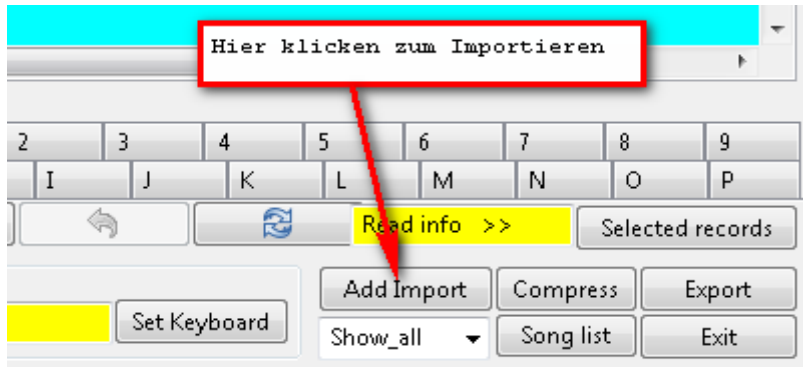 Hier klicken zum Importieren
2 3 4 5 6 7 8 9
I J K L M N O P
Read info >> Selected records
Add Import Compress Export
Set Keyboard
Show_all Song list Exit